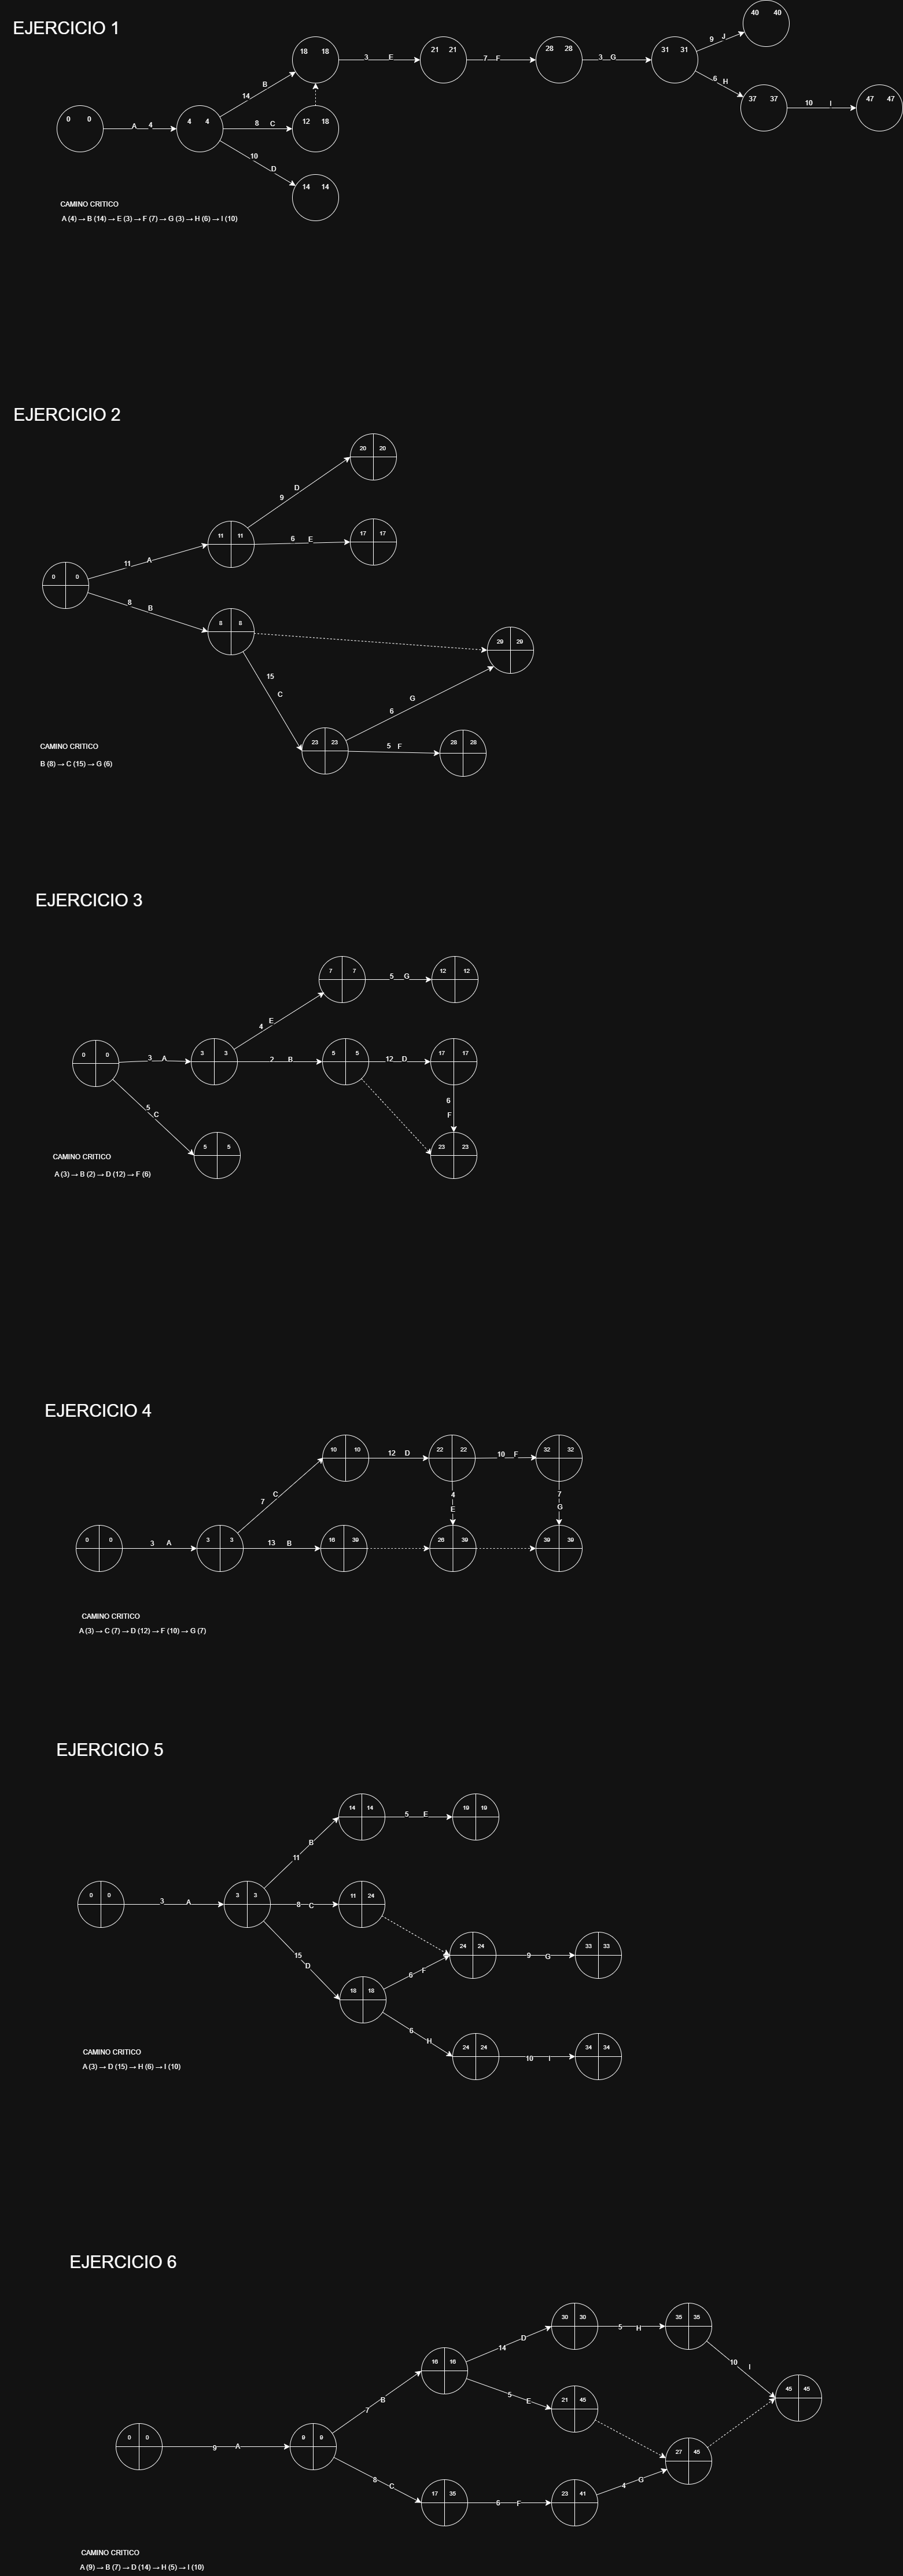 EJERCICIO 1
40 40
9 J
18 18
3 E
21 21
7 F
28 28
3 G
31 31
6 H
14 B
37 37
10 I
47 47
0 0
A 4
4 4
8 C
12 18
10
D
14 14
CAMINO CRITICO
A (4) → B (14) → E (3) → F (7) → G (3) → H (6) → I (10)
EJERCICIO 2
20 20
D
9
11 11
6 E
17 17
11 A
0 0
8 B
8 8
29 29
15
C
G
6
23 23
5 F
28 28
CAMINO CRITICO
B (8) → C (15) → G (6)
EJERCICIO 3
7 7
5 G
12 12
4 E
0 0
3 A
3 3
2 B
5 5
12 D
17 17
5 C
6
F
5 5
23 23
CAMINO CRITICO
A (3) → B (2) → D (12) → F (6)
EJERCICIO 4
10 10
12 D
22 22
10 F
32 32
7 C
4
E
7
G
0 0
3 A
3 3
13 B
16 39
26 39
39 39
CAMINO CRITICO
A (3) → C (7) → D (12) → F (10) → G (7)
EJERCICIO 5
14 14
5 E
19 19
11 B
0 0
3 A
3 3
8 C
11 24
15 D
24 24
9 G
33 33
6 F
18 18
6 H
24 24
10 I
34 34
CAMINO CRITICO
A (3) → D (15) → H (6) → I (10)
EJERCICIO 6
30 30
5 H
35 35
14 D
16 16
10 I
7 B
5 E
21 45
45 45
0 0
9 A
9 9
27 45
8 C
17 35
6 F
23 41
4 G
CAMINO CRITICO
A (9) → B (7) → D (14) → H (5) → I (10)